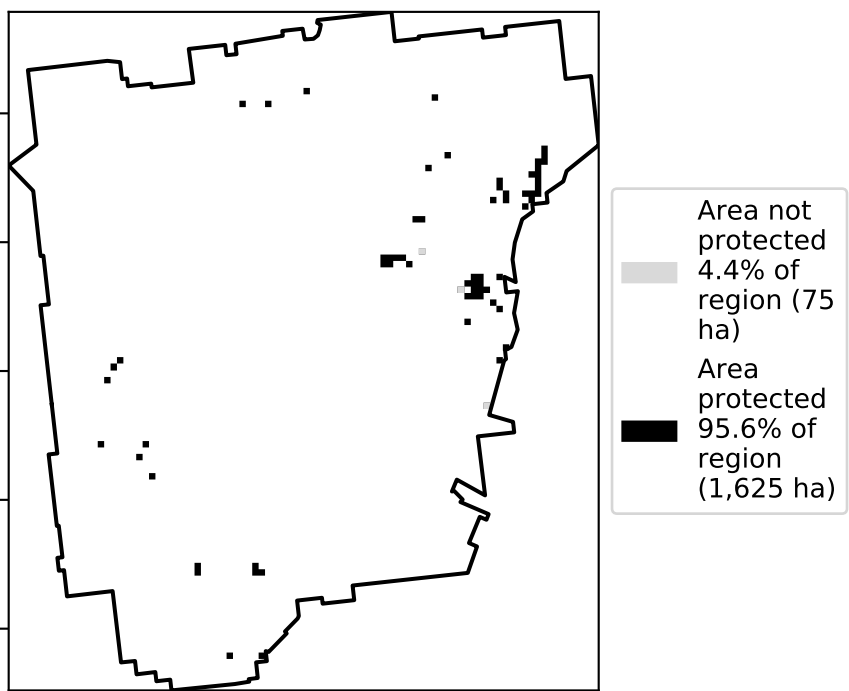 Area not
protected
4.4% of
region (75
ha)
Area
protected
95.6% of
region
(1,625 ha)